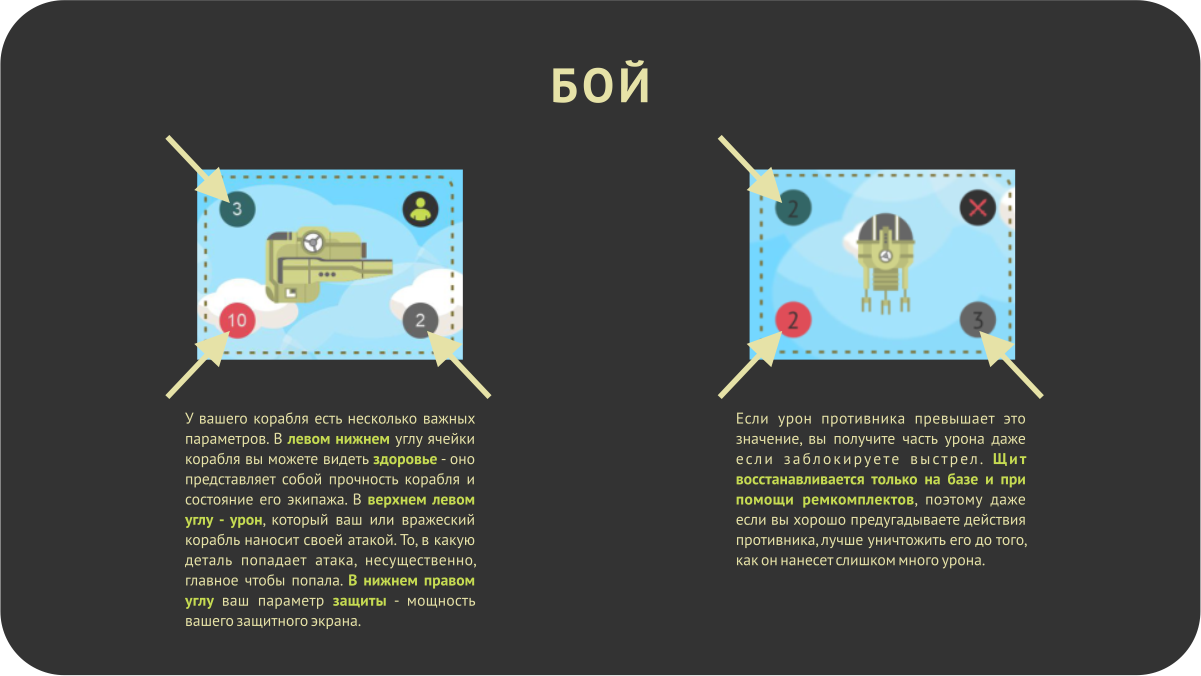 БОЙ
3
10
2
2
2
3
У вашего корабля есть несколько важных
параметров. В левом нижнем углу ячейки
корабля вы можете видеть здоровье - оно
представляет собой прочность корабля и
состояние его экипажа. В верхнем левом
углу - урон, который ваш или вражеский
корабль наносит своей атакой. То, в какую
деталь попадает атака, несущественно,
главное чтобы попала. В нижнем правом
углу ваш параметр защиты - мощность
вашего защитного экрана.
Если урон противника превышает это
значение, вы получите часть урона даже
если заблокируете выстрел. Щит
восстанавливается только на базе и при
помощи ремкомплектов, поэтому даже
если вы хорошо предугадываете действия
противника, лучше уничтожить его до того,
как он нанесет слишком много урона.